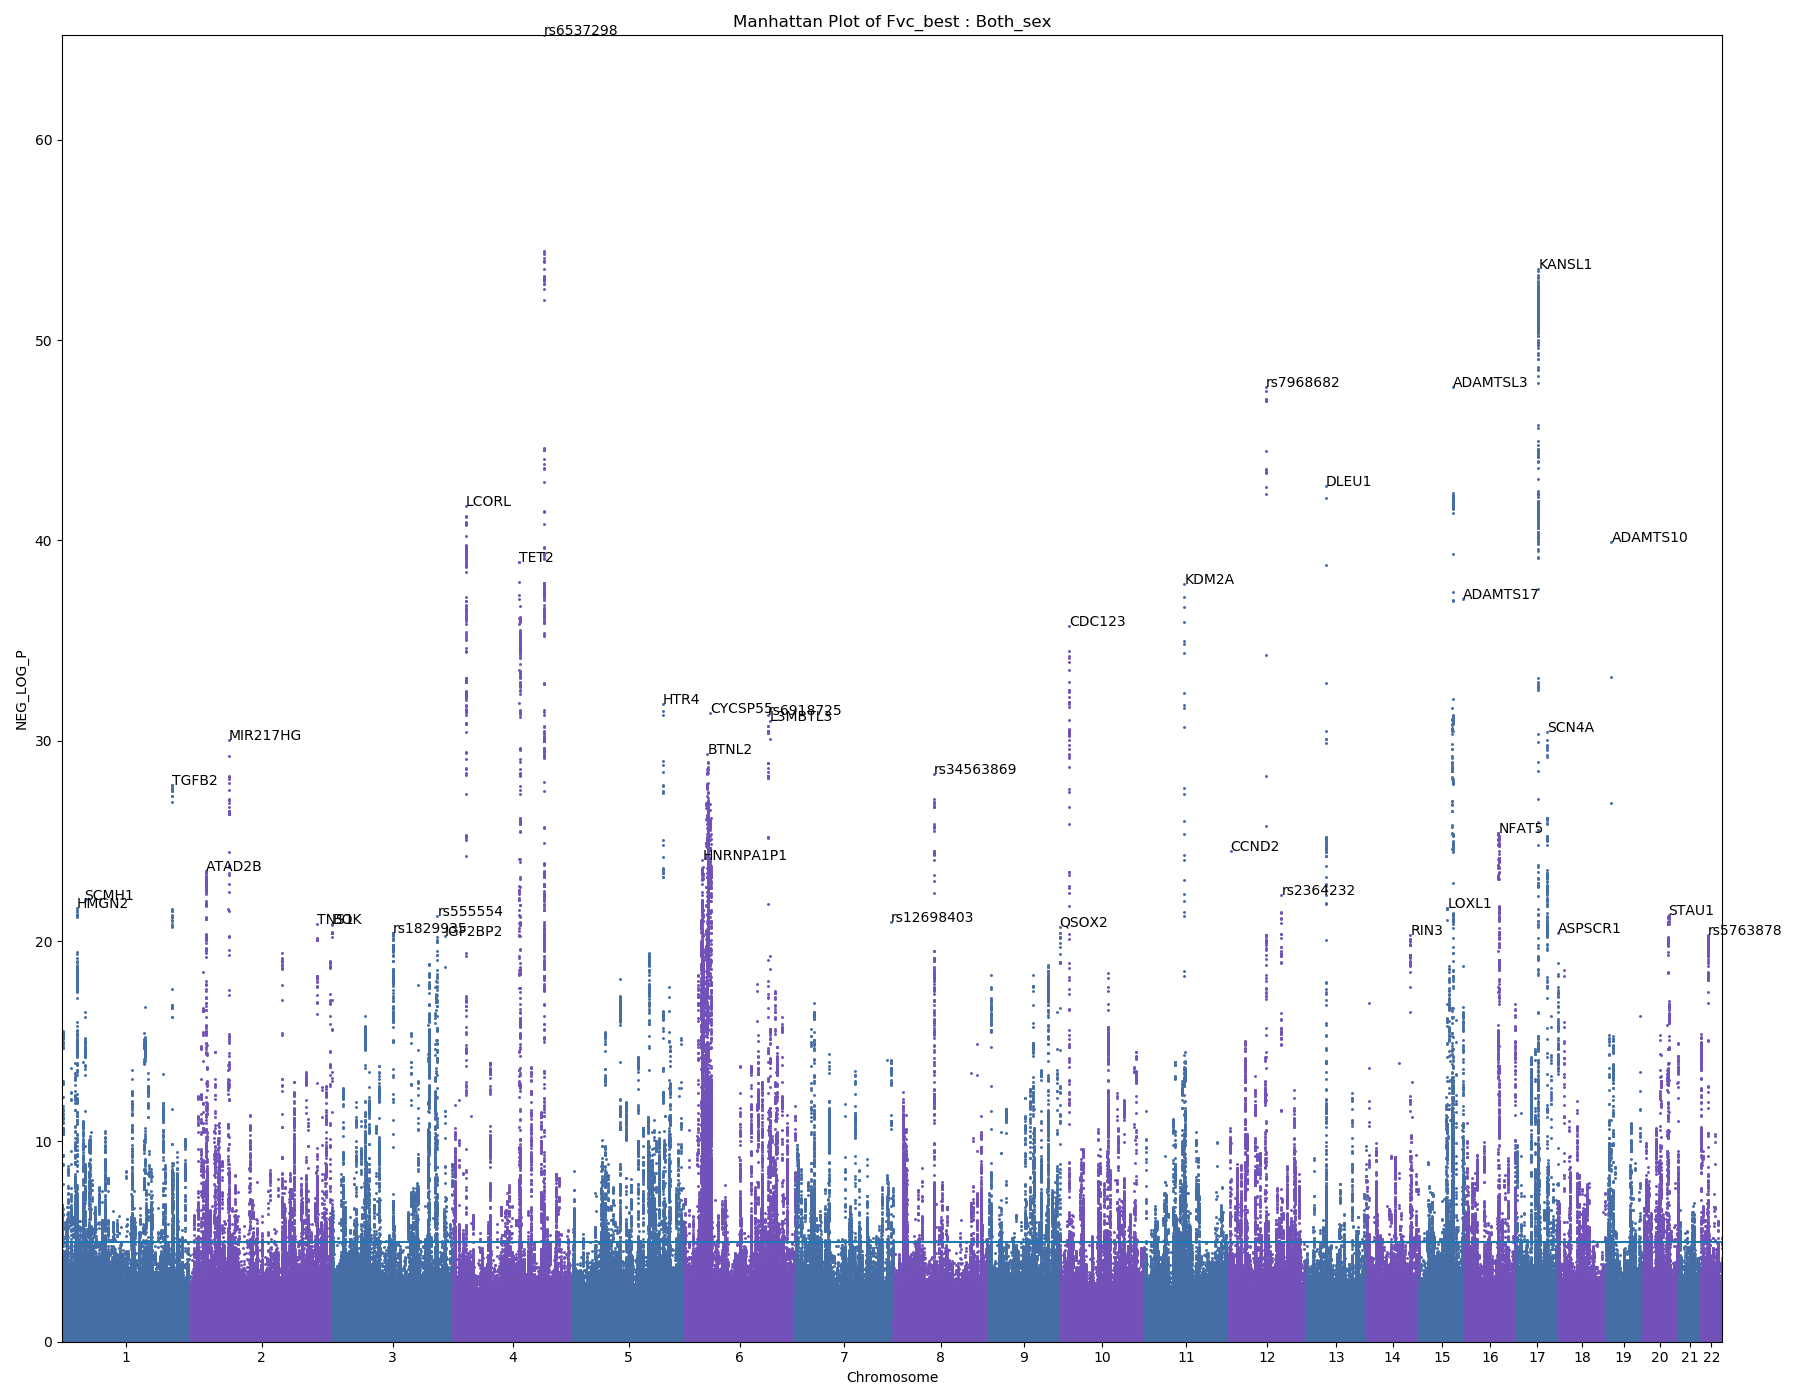 Manhattan Plot of Fvc_best : Both_sex
rs6537298
60
KANSL1
50
rs7968682
ADAMTSL3
DLEU1
LCORL
40
ADAMTS10
TET2
KDM2A
ADAMTS17
CDC123
HTR4
CYCSP55
rs6918725
L3MBTL3
SCN4A
MIR217HG
30
BTNL2
rs34563869
TGFB2
NFAT5
CCND2
HNRNPA1P1
ATAD2B
rs2364232
SCMH1
HMGN2
LOXL1
rs555554
STAU1
TNS1
BOK
rs12698403
QSOX2
rs1829935
IGF2BP2
RIN3
ASPSCR1
rs5763878
20
10
0
NEG_LOG_P
1 2 3 4 5 6 7 8 9 10 11 12 13 14 15 16 17 18 19 20 21 22
Chromosome